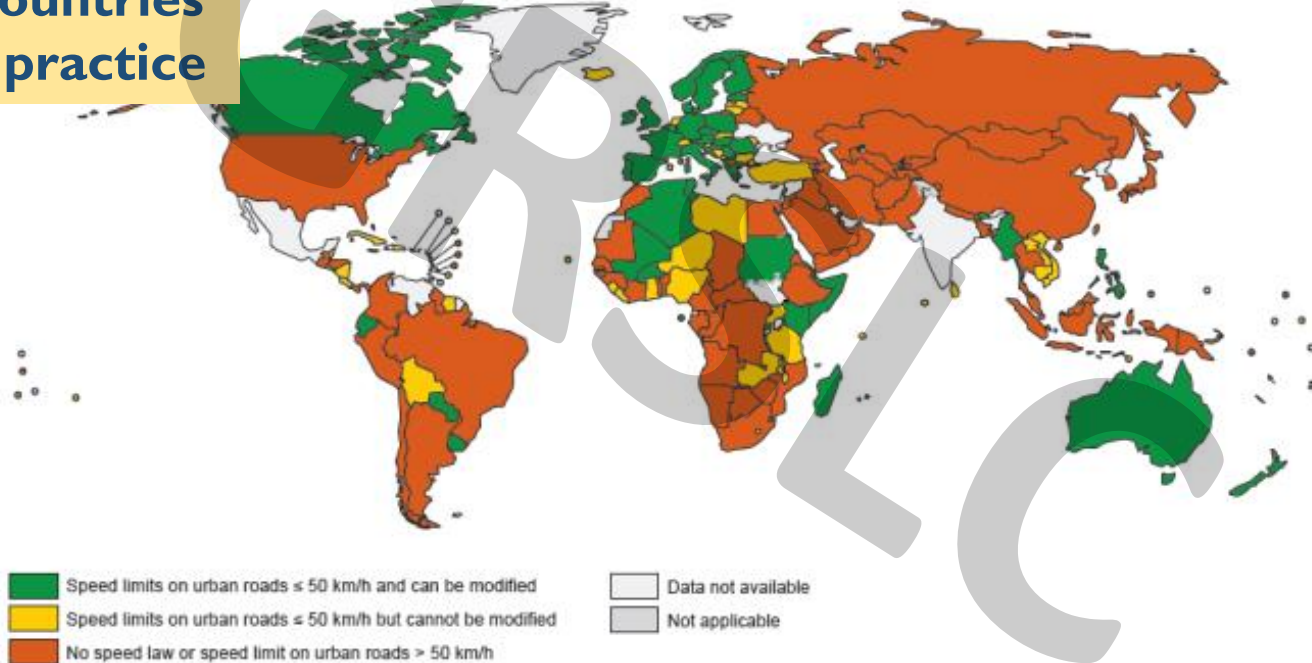 ountries
practice
CRSLC
Speed limits on urban roads ≤ 50 km/h and can be modified
Speed limits on urban roads ≤ 50 km/h but cannot be modified
No speed law or speed limit on urban roads > 50 km/h
Data not available
Not applicable